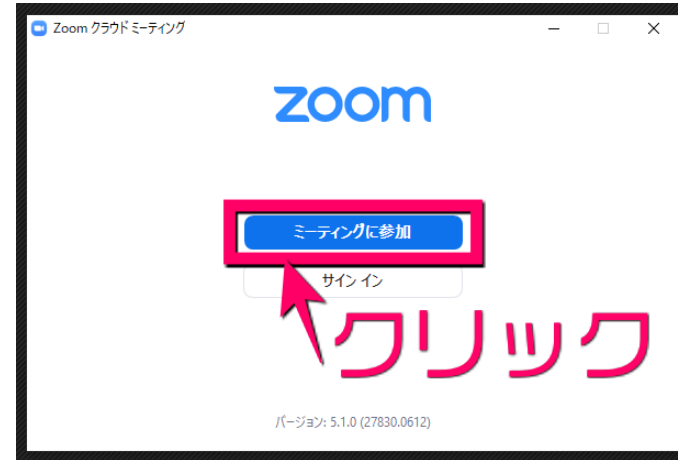 Zoom クラウド ミーティング
zoom
ミーティングに参加
サイン イン
クリック
バージョン: 5.1.0 (27830.0612)